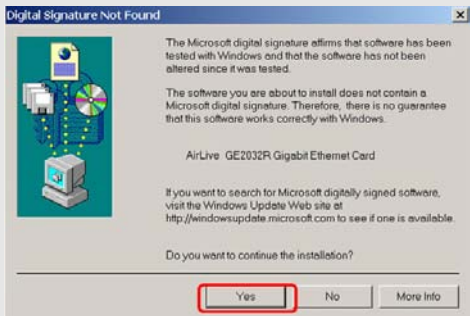 Digital Signature Not Found
The Microsoft digital signature affirms that software has been
tested with Windows and that the software has not been
altered since it was tested.
The software you are about to install does not contain a
Microsoft digital signature. Therefore, there is no guarantee
that this software works correctly with Windows.
AirLive GE2032R Gigabit Ethernet Card
If you want to search for Microsoft digitally signed software,
visit the Windows Update Web site at
http://windowsupdate.microsoft.com to see if one is available.
Do you want to continue the installation?
Yes
No
More Info